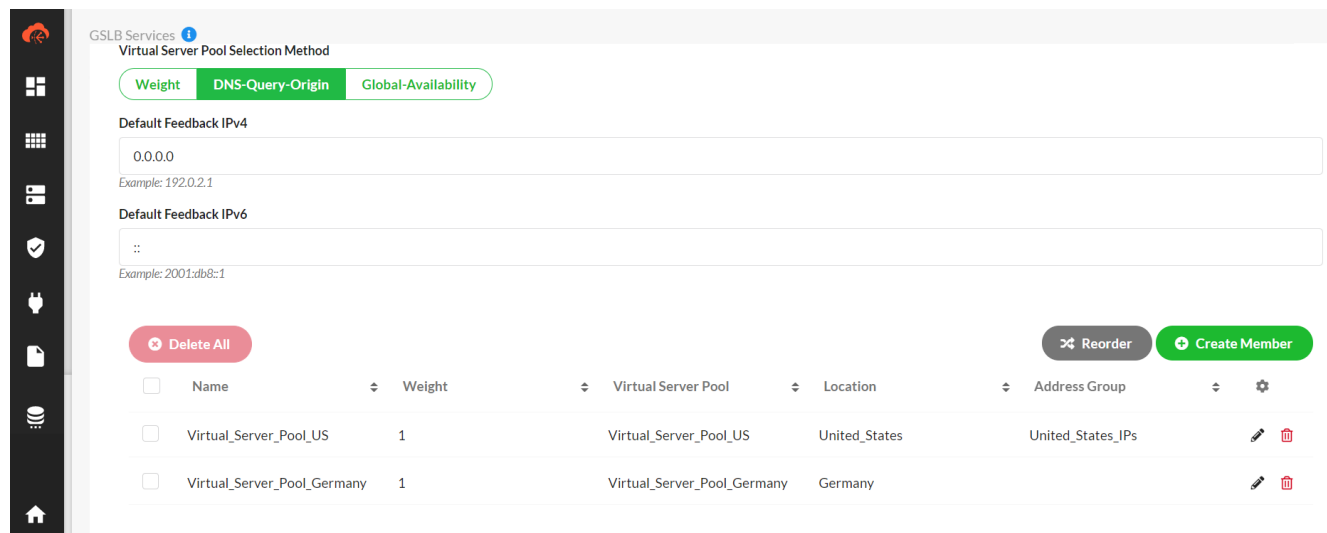 GSLB Services
Virtual Server Pool Selection Method
Weight DNS-Query-Origin Global-Availability
Default Feedback IPv4
0.0.0.0
Example: 192.0.2.1
Default Feedback IPv6
::
Example: 2001:db8::1
Delete All Reorder Create Member
Name Weight Virtual Server Pool Location Address Group
Virtual_Server_Pool_US 1 Virtual_Server_Pool_US United_States United_States_IPs
Virtual_Server_Pool_Germany 1 Virtual_Server_Pool_Germany Germany